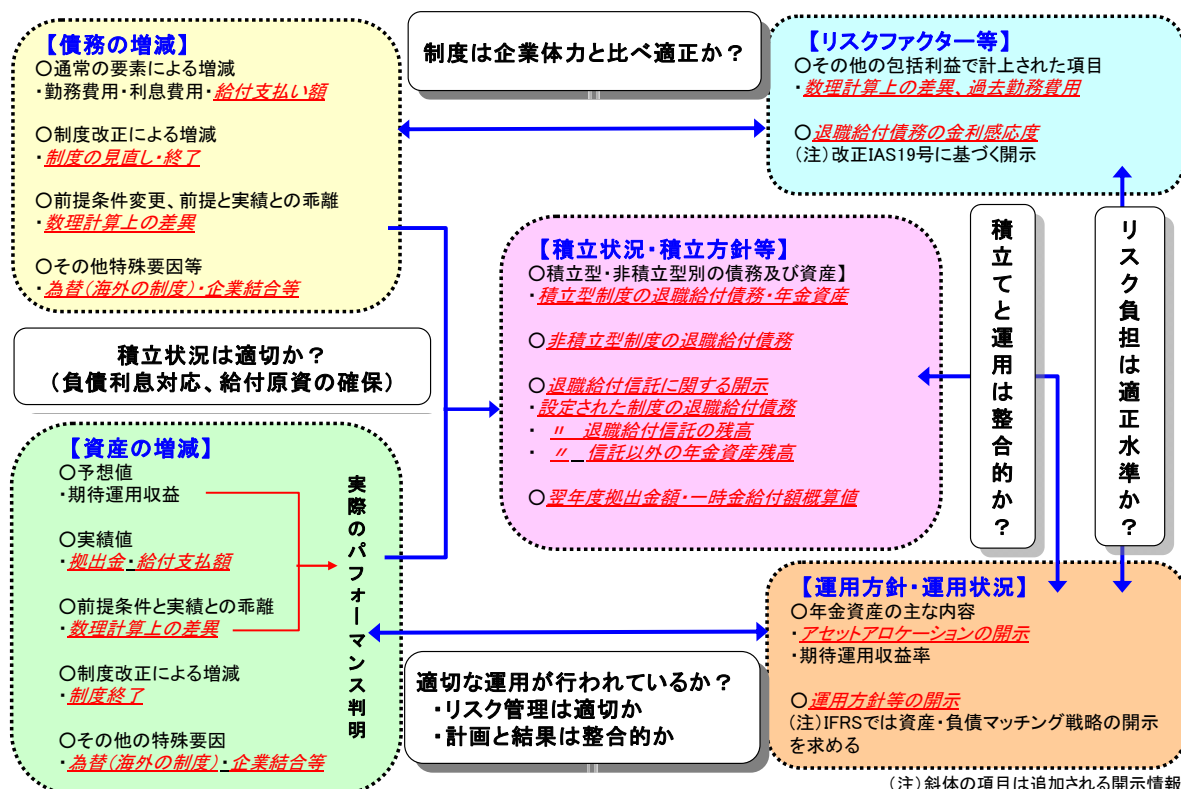 【債務の増減】
○通常の要素による増減
・勤務費用・利息費用・給付支払い額
○制度改正による増減
・制度の見直し・終了
○前提条件変更、前提と実績との乖離
・数理計算上の差異
○その他特殊要因等
・為替(海外の制度)・企業結合等
制度は企業体力と比べ適正か？
【リスクファクター等】
○その他の包括利益で計上された項目
・数理計算上の差異、過去勤務費用
○退職給付債務の金利感応度
(注)改正IAS19号に基づく開示
積立状況は適切か？
(負債利息対応、給付原資の確保)
【積立状況・積立方針等】
○積立型・非積立型別の債務及び資産】
・積立型制度の退職給付債務・年金資産
○非積立型制度の退職給付債務
○退職給付信託に関する開示
・設定された制度の退職給付債務
・ 〃 退職給付信託の残高
・ 〃 信託以外の年金資産残高
○翌年度拠出金額・一時金給付額概算値
積立てと運用は整合的か？
リスク負担は適正水準か？
【資産の増減】
○予想値
・期待運用収益
○実績値
・拠出金・給付支払額
○前提条件と実績との乖離
・数理計算上の差異
○制度改正による増減
・制度終了
○その他の特殊要因
・為替(海外の制度)・企業結合等
実際のパフォーマンス判明
適切な運用が行われているか？
・リスク管理は適切か
・計画と結果は整合的か
【運用方針・運用状況】
○年金資産の主な内容
・アセットアロケーションの開示
・期待運用収益率
○運用方針等の開示
(注)IFRSでは資産・負債マッチング戦略の開示
を求める
(注)斜体の項目は追加される開示情報